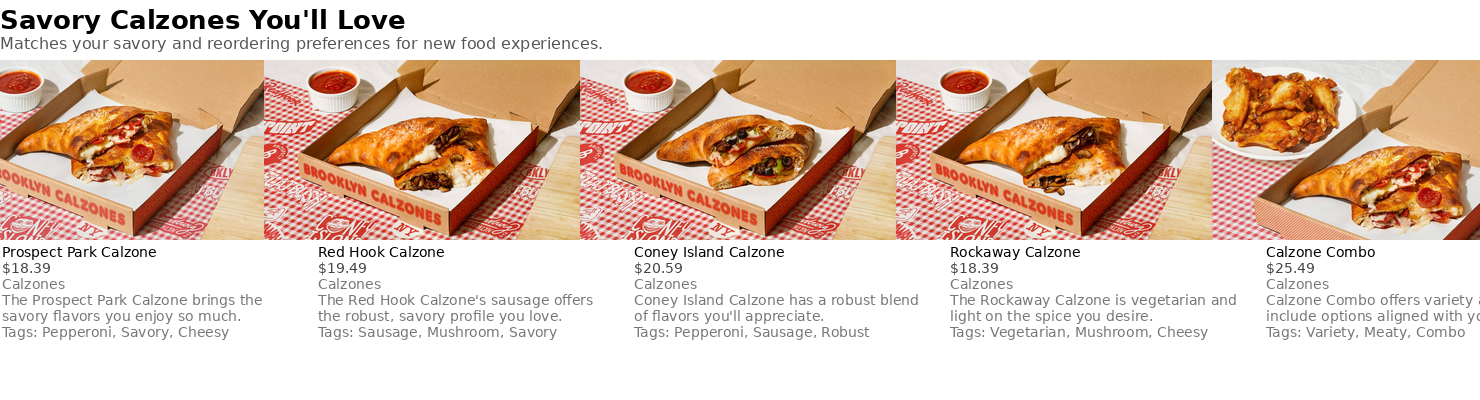 Savory Calzones You'll Love
Matches your savory and reordering preferences for new food experiences.
BROOKLYN CALZONES
BROOKLYN CALZONES
BROOKLYN CALZONES
BROOKLYN CALZONES
Prospect Park Calzone
$18.39
Calzones
The Prospect Park Calzone brings the
savory flavors you enjoy so much.
Tags: Pepperoni, Savory, Cheesy
Red Hook Calzone
$19.49
Calzones
The Red Hook Calzone's sausage offers
the robust, savory profile you love.
Tags: Sausage, Mushroom, Savory
Coney Island Calzone
$20.59
Calzones
Coney Island Calzone has a robust blend
of flavors you'll appreciate.
Tags: Pepperoni, Sausage, Robust
Rockaway Calzone
$18.39
Calzones
The Rockaway Calzone is vegetarian and
light on the spice you desire.
Tags: Vegetarian, Mushroom, Cheesy
Calzone Combo
$25.49
Calzones
Calzone Combo offers variety
include options aligned with
Tags: Variety, Meaty, Combo